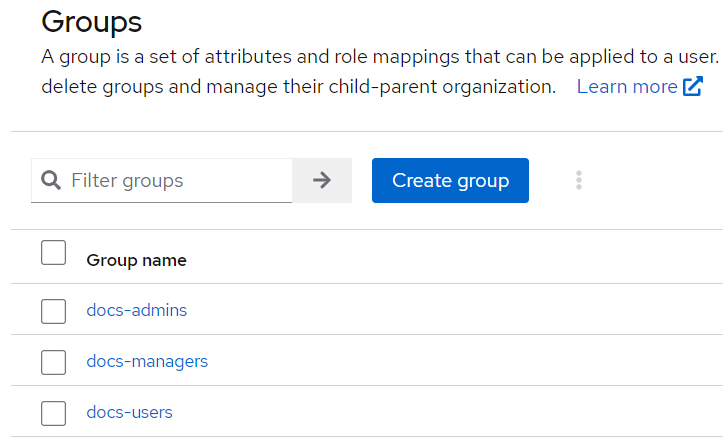 Groups
A group is a set of attributes and role mappings that can be applied to a user.
delete groups and manage their child-parent organization. Learn more
Filter groups
Create group
Group name
docs-admins
docs-managers
docs-users